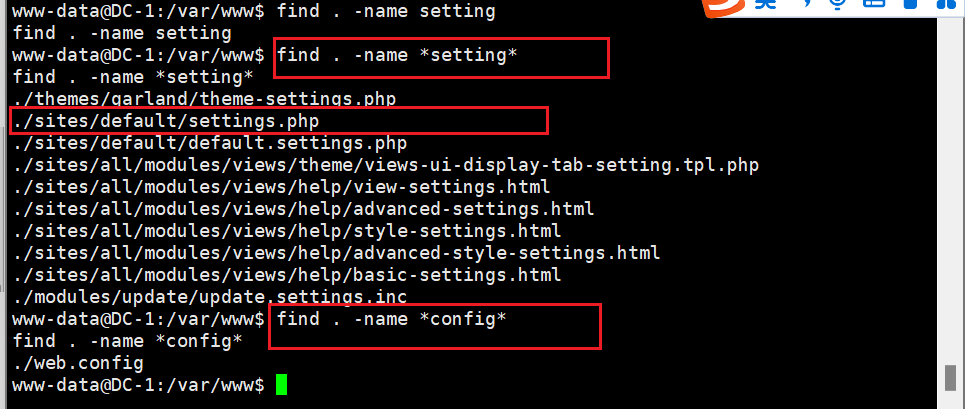 www-data@DC-1:/var/www$ find . -name setting
find . -name setting
www-data@DC-1:/var/www$ find . -name *setting*
find . -name *setting*
./themes/garland/theme-settings.php
./sites/default/settings.php
./sites/default/default.settings.php
./sites/all/modules/views/theme/views-ui-display-tab-setting.tpl.php
./sites/all/modules/views/help/view-settings.html
./sites/all/modules/views/help/advanced-settings.html
./sites/all/modules/views/help/style-settings.html
./sites/all/modules/views/help/advanced-style-settings.html
./sites/all/modules/views/help/basic-settings.html
./modules/update/update.settings.inc
www-data@DC-1:/var/www$ find . -name *config*
find . -name *config*
./web.config
www-data@DC-1:/var/www$